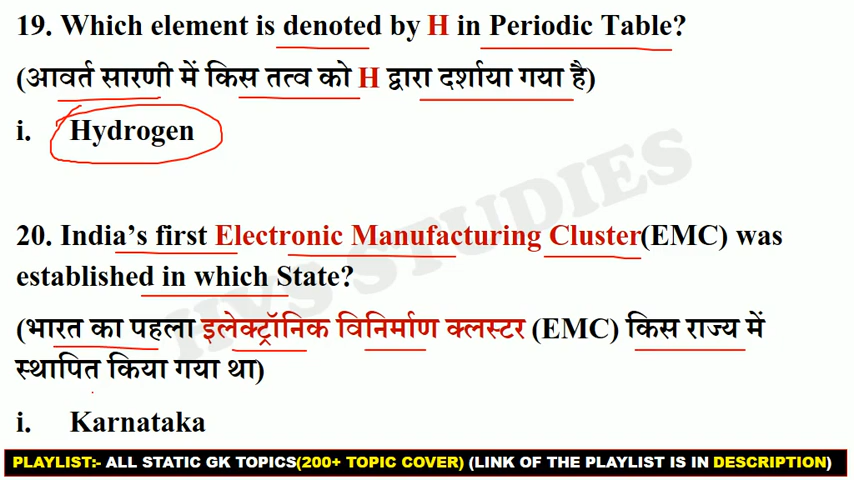 19. Which element is denoted by H in Periodic Table?
(आवर्त सारणी में किस तत्व को H द्वारा दर्शाया गया है)
i. Hydrogen
20. India's first Electronic Manufacturing Cluster(EMC) was
established in which State?
(भारत का पहला इलेक्ट्रॉनिक विनिर्माण क्लस्टर (EMC) किस राज्य में
स्थापित किया गया था)
i. Karnataka
HVS STUDIES
PLAYLIST:- ALL STATIC GK TOPICS(200+ TOPIC COVER) (LINK OF THE PLAYLIST IS IN DESCRIPTION)